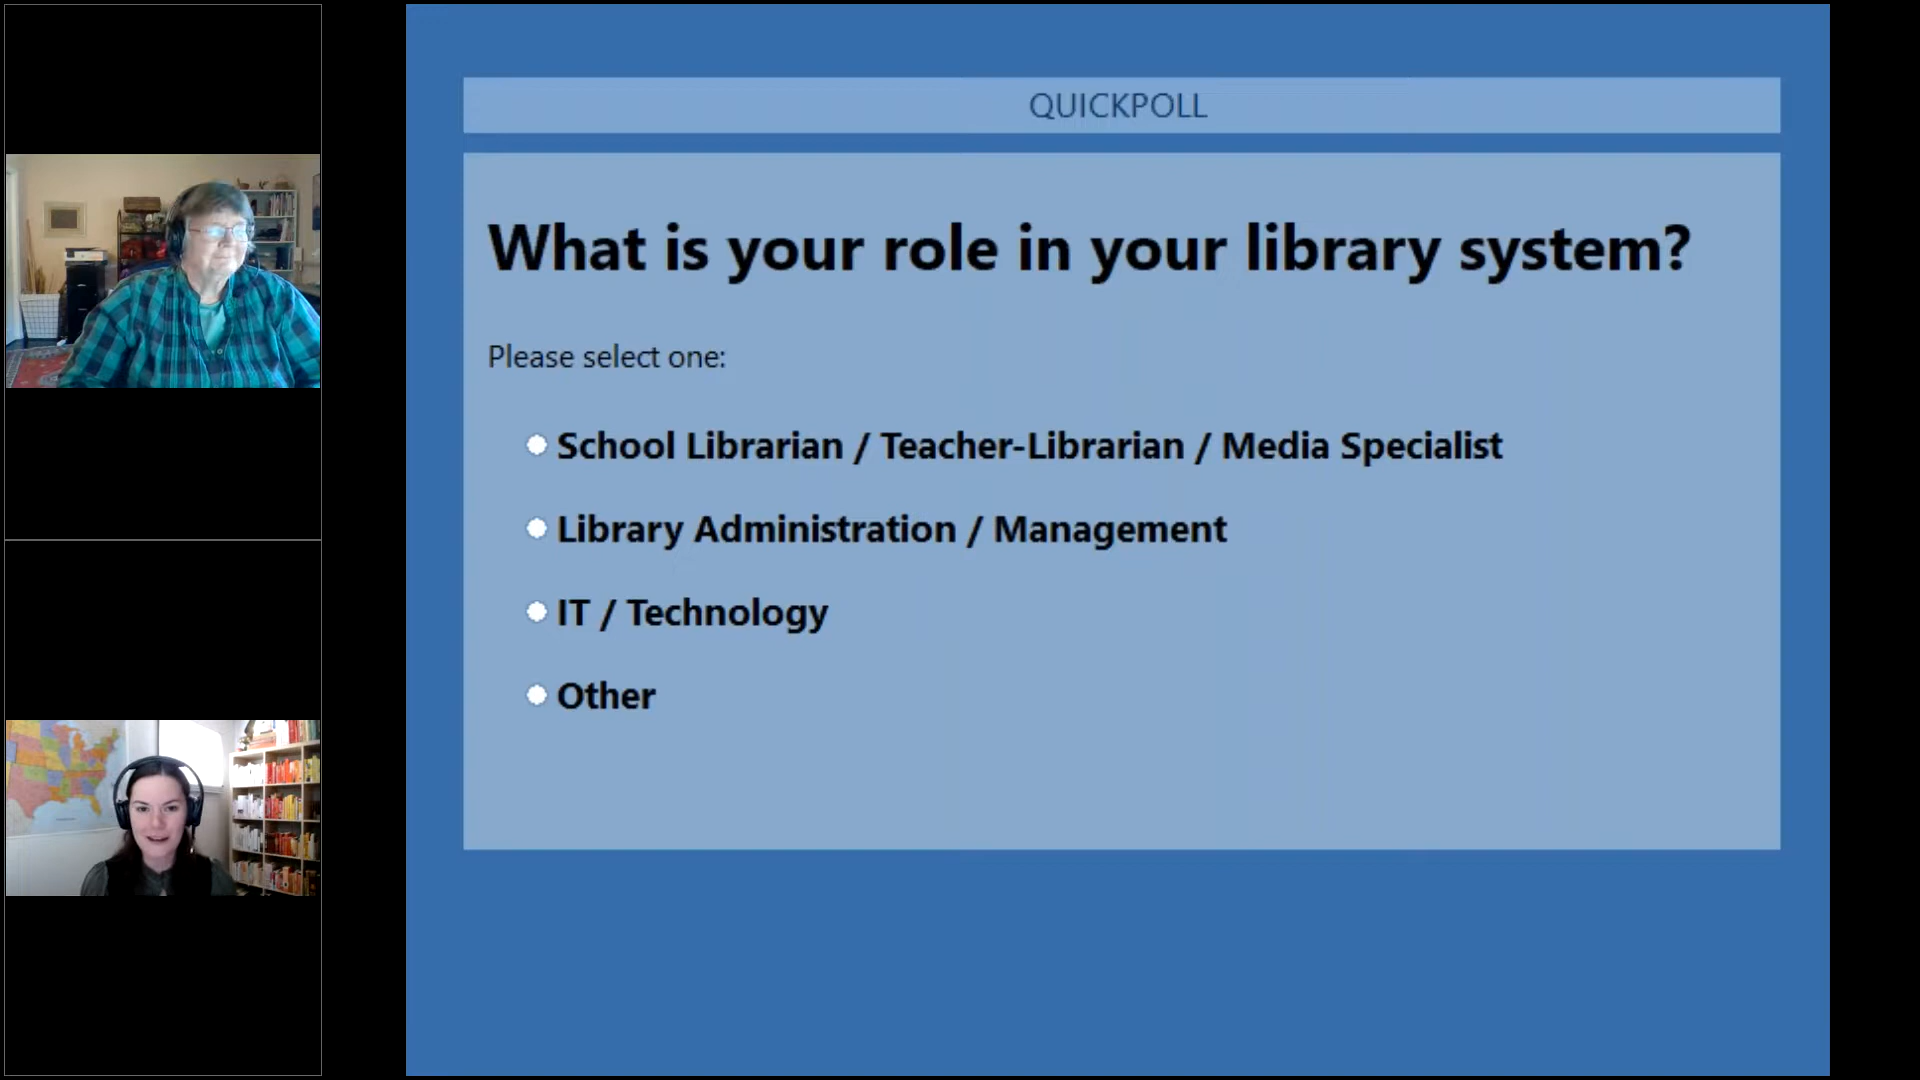 QUICKPOLL
What is your role in your library system?
Please select one:
School Librarian / Teacher-Librarian / Media Specialist
Library Administration / Management
IT / Technology
Other